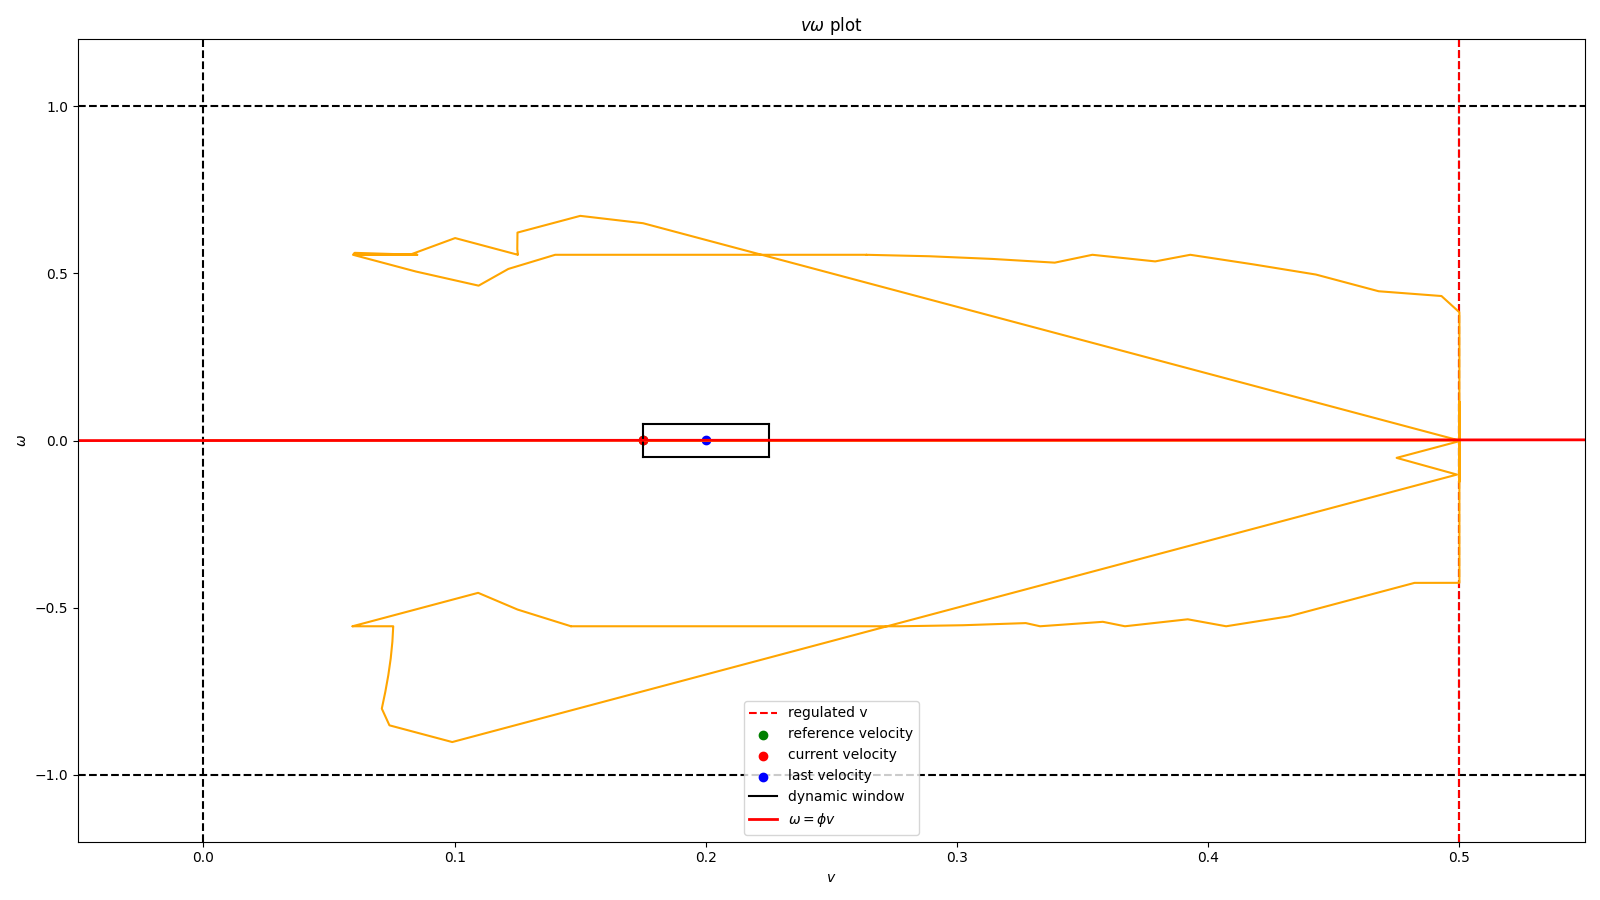 vω plot
1.0
0.5
0.0
−0.5
−1.0
ω
regulated v
reference velocity
current velocity
last velocity
dynamic window
ω = ϕv
0.0 0.1 0.2 0.3 0.4 0.5
v